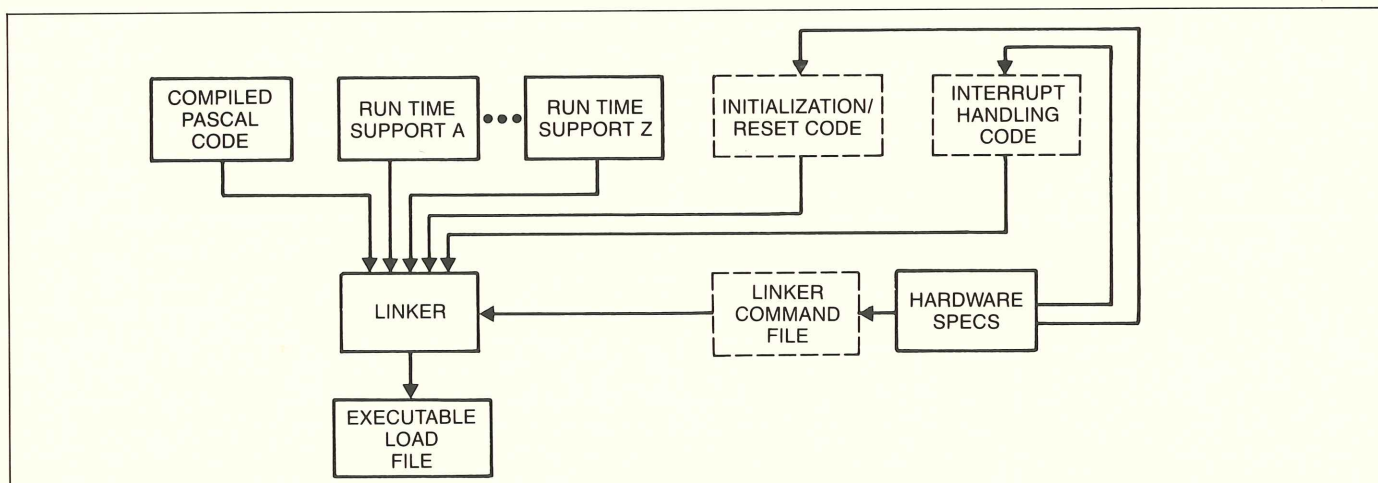 COMPILED
PASCAL
CODE
RUN TIME
SUPPORT A
RUN TIME
SUPPORT Z
INITIALIZATION/
RESET CODE
INTERRUPT
HANDLING
CODE
LINKER
LINKER
COMMAND
FILE
HARDWARE
SPECS
EXECUTABLE
LOAD
FILE